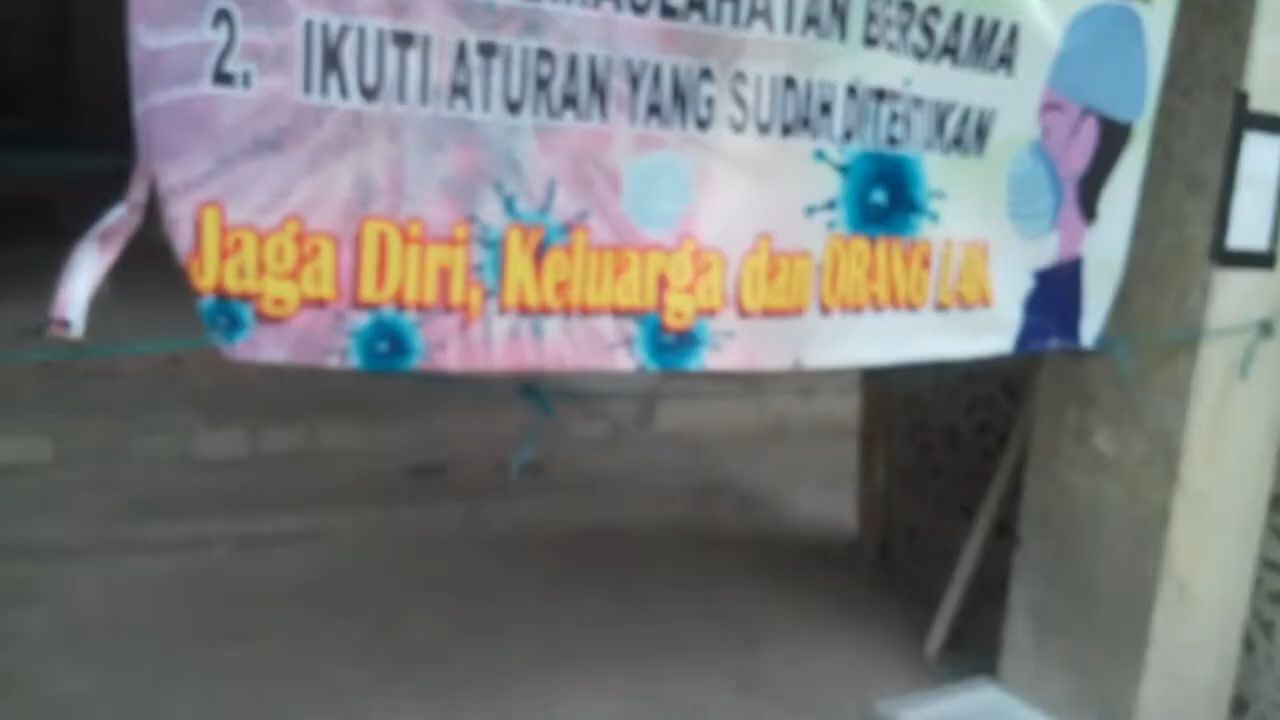 KEMASLAHATAN BERSAMA
2. IKUTI ATURAN YANG SUDAH DITENTUKAN
Jaga Diri, Keluarga dan ORANG LAIN